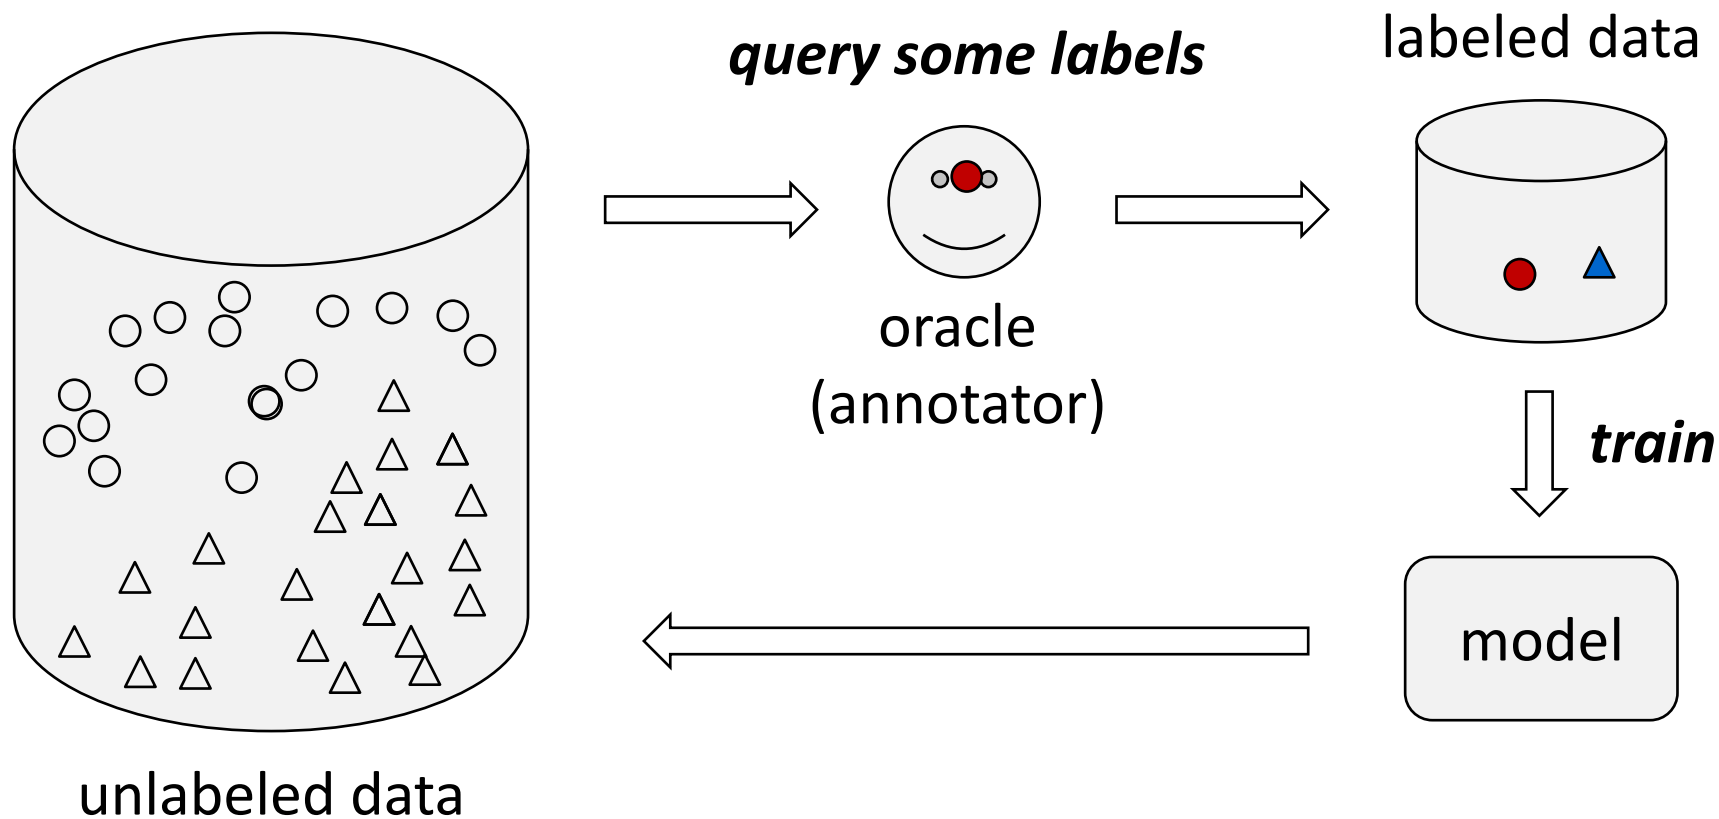 query some labels
labeled data
oracle
(annotator)
train
model
unlabeled data